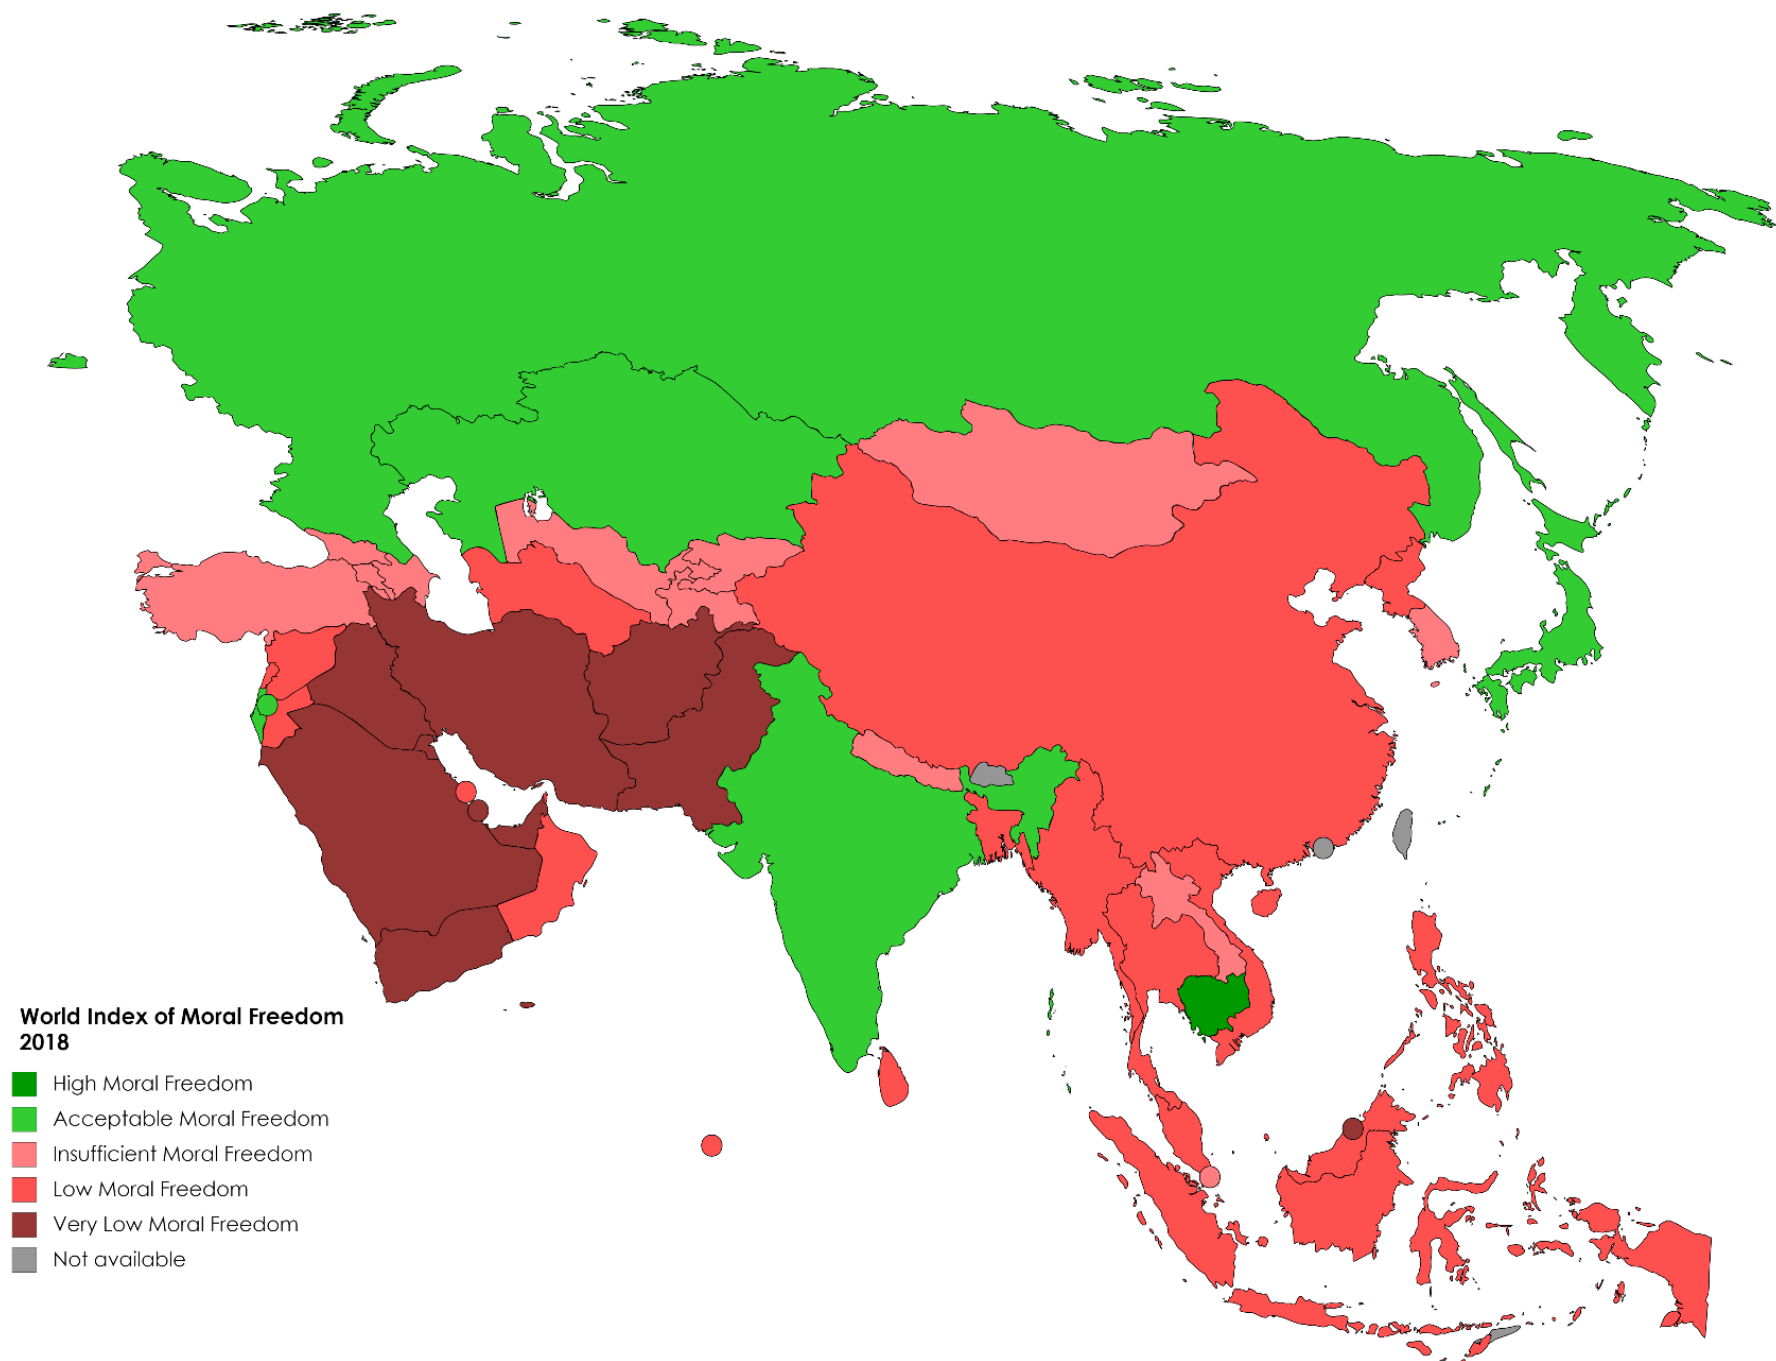 World Index of Moral Freedom
2018
High Moral Freedom
Acceptable Moral Freedom
Insufficient Moral Freedom
Low Moral Freedom
Very Low Moral Freedom
Not available